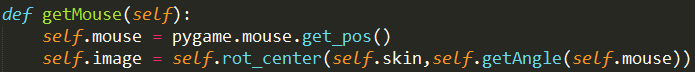 def getMouse(self):
    self.mouse = pygame.mouse.get_pos()
    self.image = self.rot_center(self.skin,self.getAngle(self.mouse))